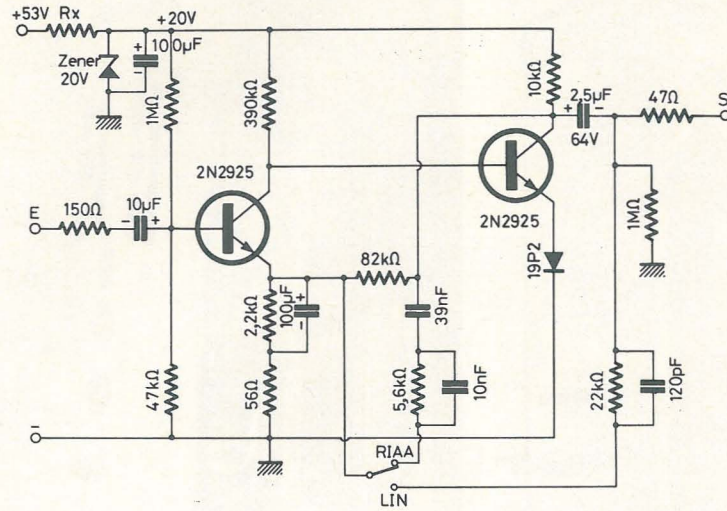 +53V Rx
+20V
Zener
20V
+
-
100µF
1MΩ
390kΩ
10kΩ
+ 2,5µF -
64V
47Ω
S
2N2925
2N2925
E
150Ω
10µF
- +
1MΩ
19P2
82kΩ
39nF
2,2kΩ
+
100µF
-
47kΩ
56Ω
5,6kΩ
10nF
22kΩ
120pF
-
RIAA
LIN